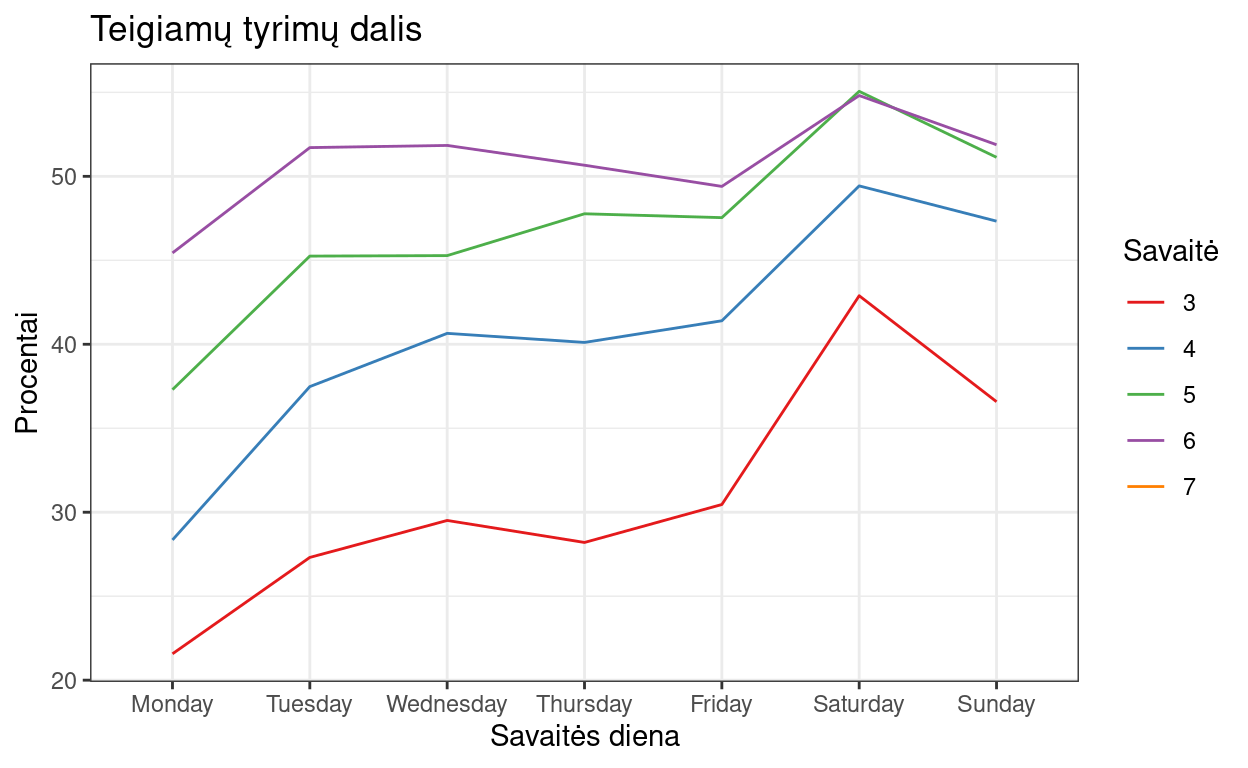 Teigiamų tyrimų dalis
Procentai
50
40
30
20
Monday Tuesday Wednesday Thursday Friday Saturday Sunday
Savaitės diena
Savaitė
3
4
5
6
7